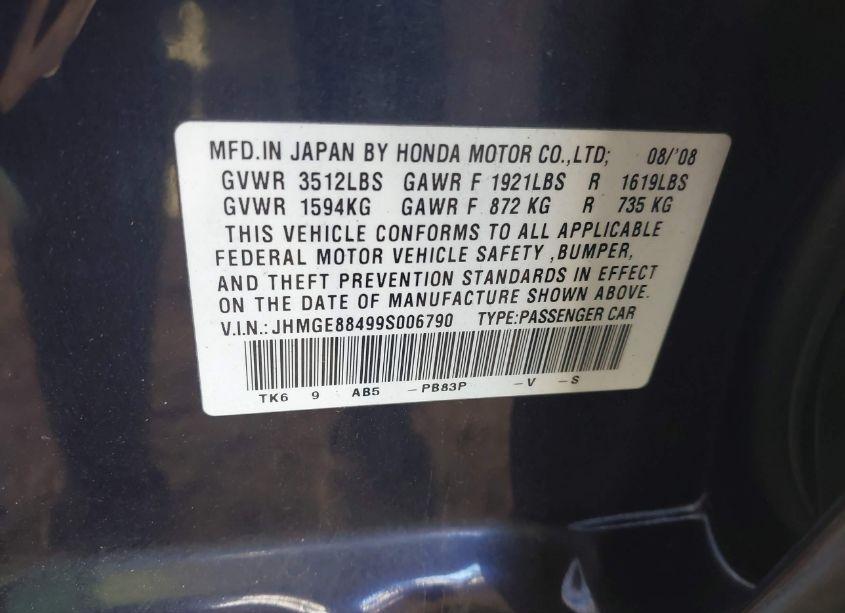 MFD.IN JAPAN BY HONDA MOTOR CO.,LTD; 08/'08
GVWR 3512LBS GAWR F 1921LBS R 1619LBS
GVWR 1594KG GAWR F 872 KG R 735 KG
THIS VEHICLE CONFORMS TO ALL APPLICABLE
FEDERAL MOTOR VEHICLE SAFETY ,BUMPER,
AND THEFT PREVENTION STANDARDS IN EFFECT
ON THE DATE OF MANUFACTURE SHOWN ABOVE.
V.I.N.: JHMGE88499S006790 TYPE:PASSENGER CAR
TK6 9 AB5 -PB83P -V -S